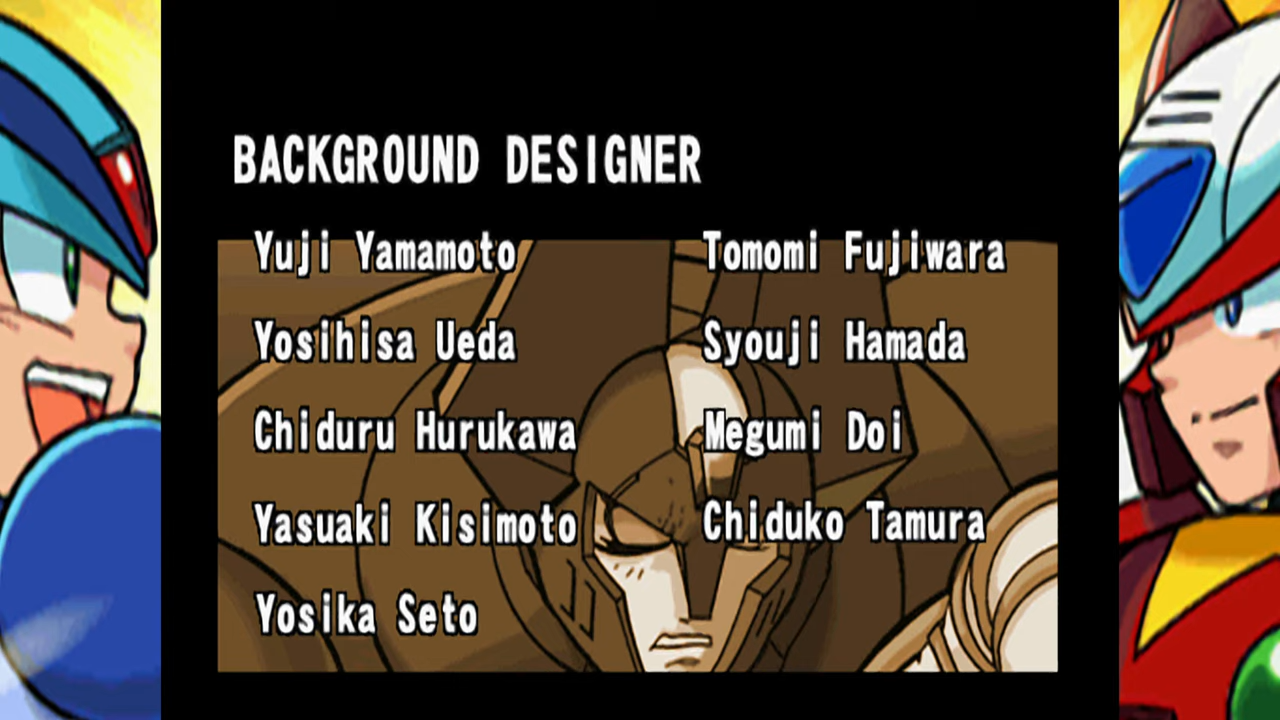 BACKGROUND DESIGNER
Yuji Yamamoto Tomomi Fujiwara
Yosihisa Ueda Syouji Hamada
Chiduru Hurukawa Megumi Doi
Yasuaki Kisimoto Chiduko Tamura
Yosika Seto